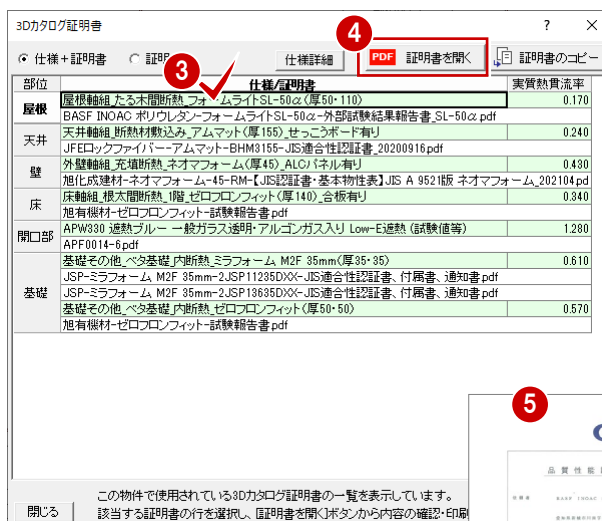 3Dカタログ証明書 ? ×
仕様+証明書 証明 仕様詳細 PDF 証明書を開く 証明書のコピー
3
4
部位 仕様/証明書 実質熱貫流率
屋根
屋根軸組_たる木間断熱_フォームライトSL-50α(厚50・110) 0.170
BASF INOAC ポリウレタン-フォームライトSL-50α-外部試験結果報告書_SL-50α.pdf
天井
天井軸組_断熱材敷込み_アムマット(厚155)_せっこうボード有り 0.240
JFEロックファイバー-アムマット-BHM3155-JIS適合性認証書_20200916.pdf
壁
外壁軸組_充填断熱_ネオマフォーム(厚45)_ALCパネル有り 0.430
旭化成建材-ネオマフォーム-45-RM-【JIS認証書・基本物性表】JIS A 9521版 ネオマフォーム_202104.pd
床
床軸組_根太間断熱_1階_ゼロフロンフィット(厚140)_合板有り 0.340
旭有機材-ゼロフロンフィット-試験報告書.pdf
開口部
APW330 遮熱ブルー 一般ガラス透明・アルゴンガス入り Low-E遮熱 (試験値等) 1.280
APF0014-6.pdf
基礎
基礎その他_ベタ基礎_内断熱_ミラフォーム M2F 35mm(厚35・35) 0.610
JSP-ミラフォーム M2F 35mm-2JSP11235DXX-JIS適合性認証書、付属書、通知書.pdf
JSP-ミラフォーム M2F 35mm-2JSP13635DXX-JIS適合性認証書、付属書、通知書.pdf
基礎その他_ベタ基礎_内断熱_ゼロフロンフィット(厚50・50) 0.570
旭有機材-ゼロフロンフィット-試験報告書.pdf
5
品質性能
BASF INOAC
閉じる
この物件で使用されている3Dカタログ証明書の一覧を表示しています。
該当する証明書の行を選択し、[証明書を開く]ボタンから内容の確認・印刷